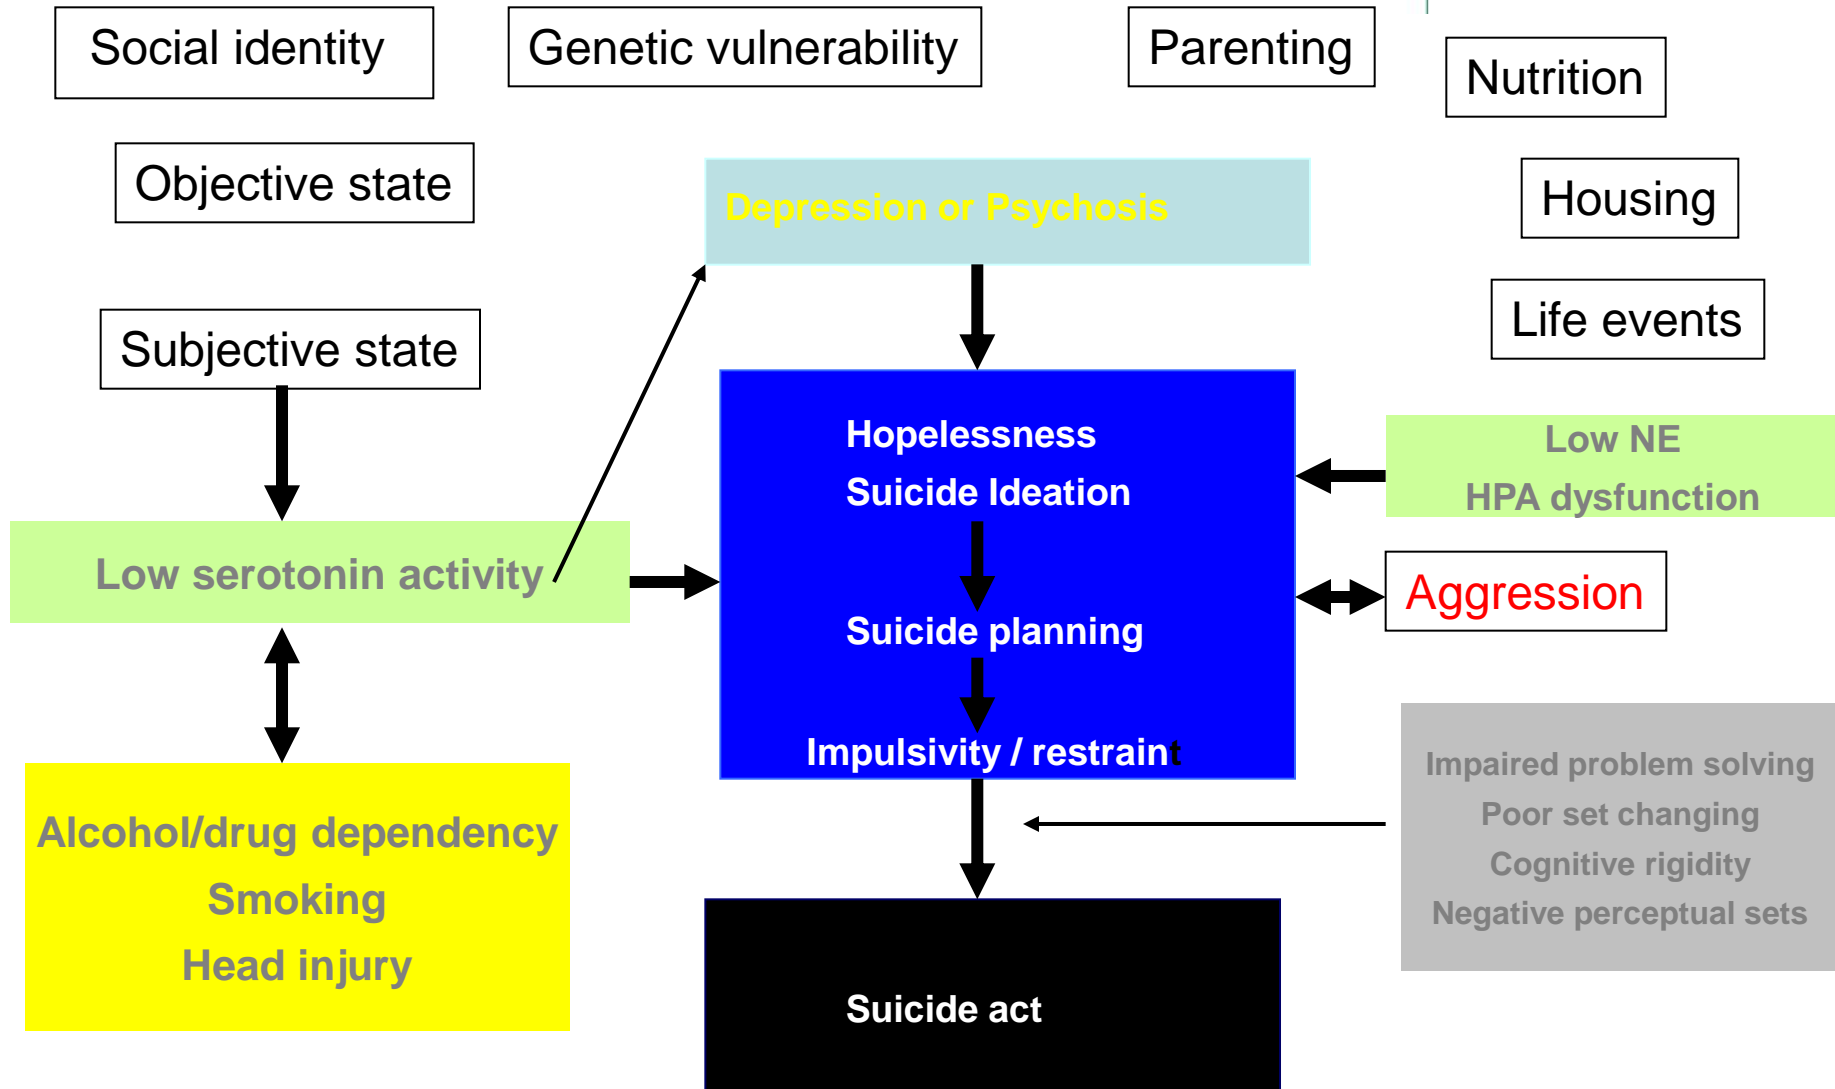 Social identity
Genetic vulnerability
Parenting
Nutrition
Objective state
Depression or Psychosis
Housing
Subjective state
Life events
Hopelessness
Suicide Ideation
Low NE
HPA dysfunction
Low serotonin activity
Aggression
Suicide planning
Impulsivity / restraint
Impaired problem solving
Poor set changing
Cognitive rigidity
Negative perceptual sets
Alcohol/drug dependency
Smoking
Head injury
Suicide act